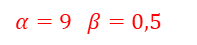 α = 9 β = 0,5